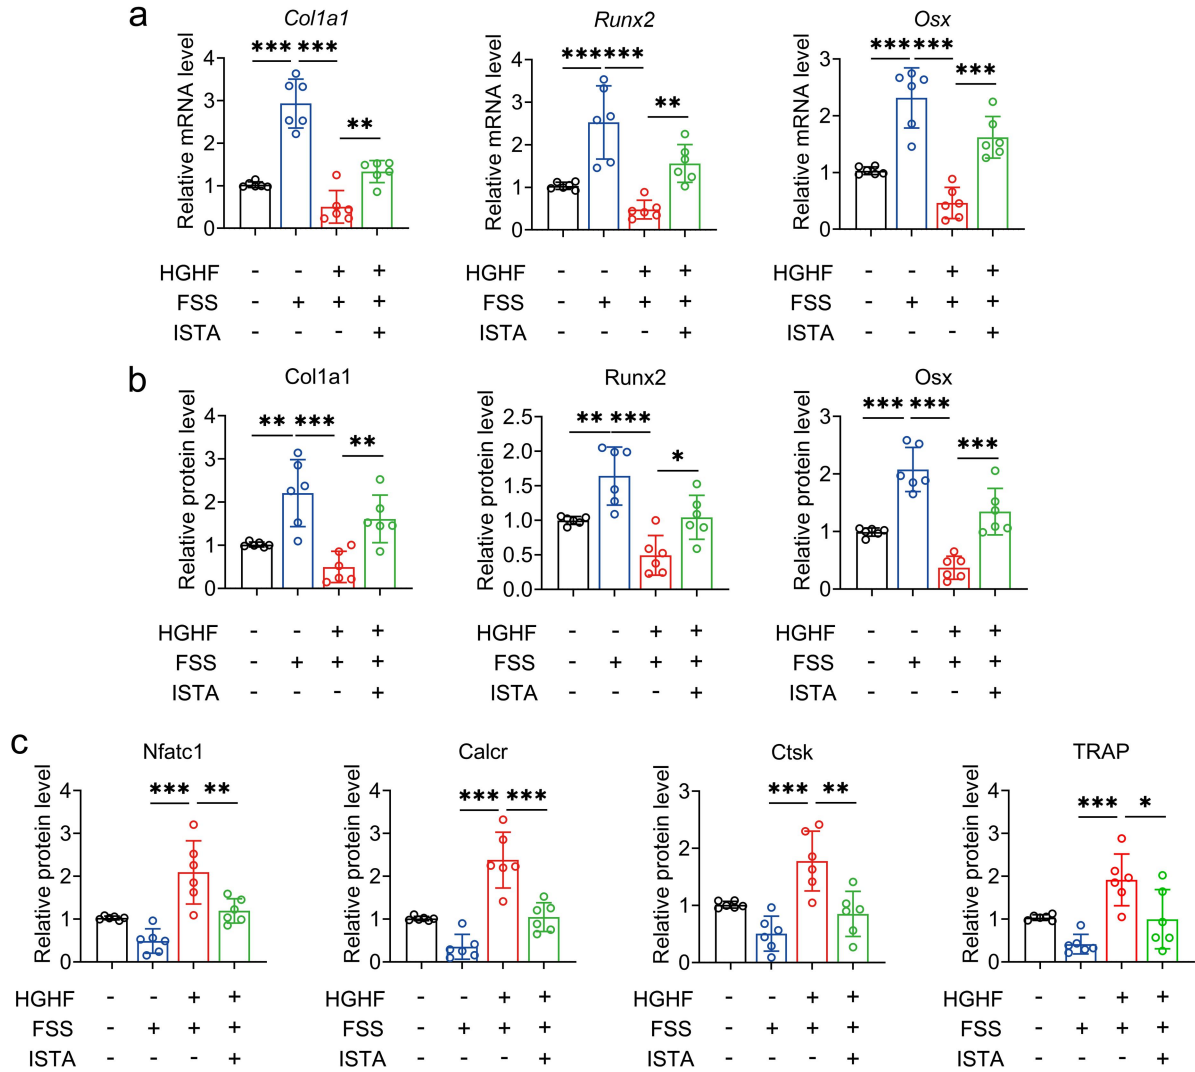 a
Col1a1 Runx2 Osx
Relative mRNA level Relative mRNA level Relative mRNA level
*** *** ** *** *** ** *** *** ***
4 3 2 1 0
4 3 2 1 0
3 2 1 0
HGHF - - + + HGHF - - + + HGHF - - + +
FSS - + + + FSS - + + + FSS - + + +
ISTA - - - + ISTA - - - + ISTA - - - +
b
Col1a1 Runx2 Osx
Relative protein level Relative protein level Relative protein level
** *** ** ** *** * *** *** ***
4 3 2 1 0
2.5 2.0 1.5 1.0 0.5 0.0
3 2 1 0
HGHF - - + + HGHF - - + + HGHF - - + +
FSS - + + + FSS - + + + FSS - + + +
ISTA - - - + ISTA - - - + ISTA - - - +
c
Nfatc1 Calcr Ctsk TRAP
Relative protein level Relative protein level Relative protein level Relative protein level
*** ** *** *** *** ** *** *
4 3 2 1 0
4 3 2 1 0
3 2 1 0
4 3 2 1 0
HGHF - - + + HGHF - - + + HGHF - - + + HGHF - - + +
FSS - + + + FSS - + + + FSS - + + + FSS - + + +
ISTA - - - + ISTA - - - + ISTA - - - + ISTA - - - +